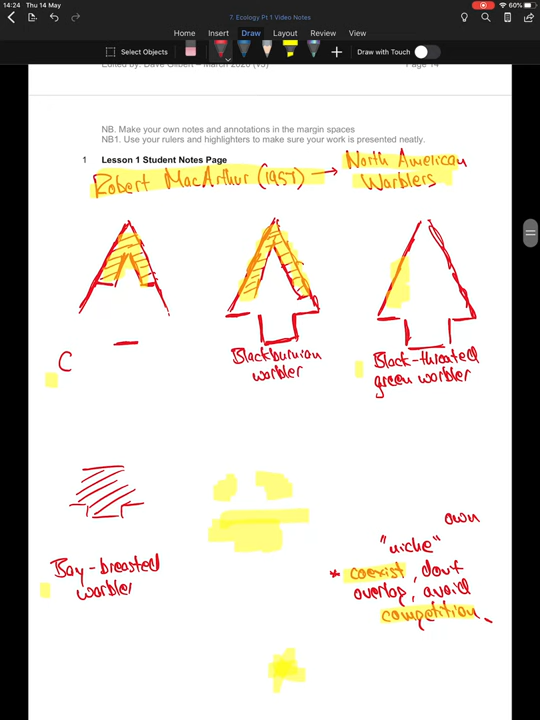 14:24 Thu 14 May
60%
7. Ecology Pt 1 Video Notes
Home Insert Draw Layout Review View
Select Objects
Draw with Touch
Edited by: Dave Gilbert – March 2020 (V3)
Page 14
NB. Make your own notes and annotations in the margin spaces
NB1. Use your rulers and highlighters to make sure your work is presented neatly.
1 Lesson 1 Student Notes Page
Robert MacArthur (1957) → North American
Warblers
C
Blackburnian
warbler
Black-throated
green warbler
Bay-breasted
warbler
own
"niche"
* coexist, dont
overlap, avoid
competition